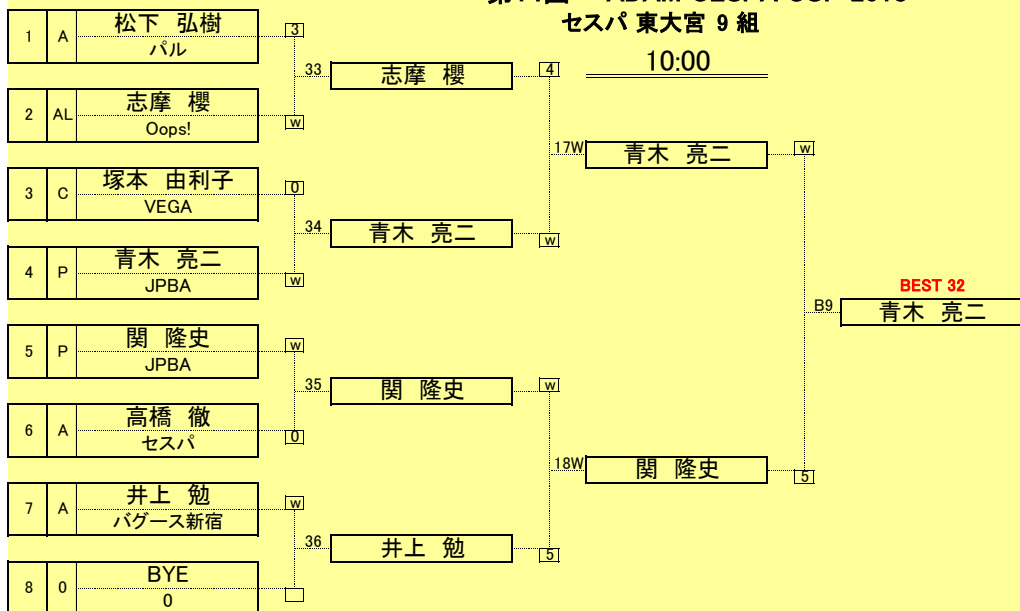 セスパ 東大宮 9 組
10:00
1 A 松下 弘樹 3
パル
33 志摩 櫻 4
2 AL 志摩 櫻 w
Oops!
17W 青木 亮二 w
3 C 塚本 由利子 0
VEGA
34 青木 亮二 w
4 P 青木 亮二 w
JPBA
BEST 32
B9 青木 亮二
5 P 関 隆史 w
JPBA
35 関 隆史 w
6 A 高橋 徹 0
セスパ
18W 関 隆史 5
7 A 井上 勉 w
バグース新宿
36 井上 勉 5
8 0 BYE
0